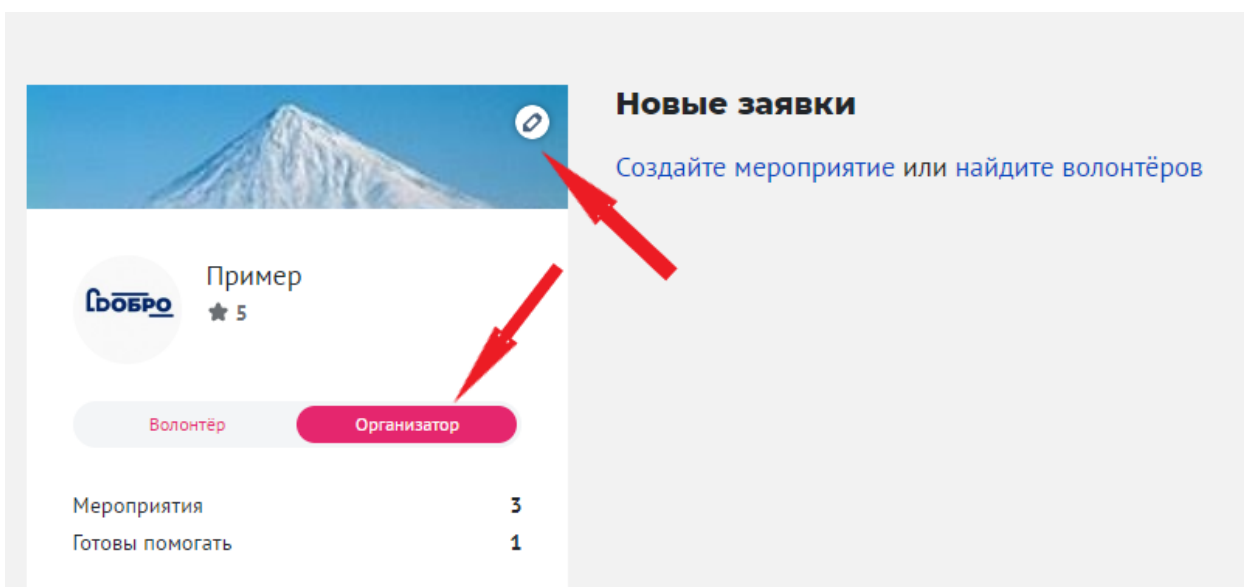 Новые заявки
Создайте мероприятие или найдите волонтёров
Пример
ДОБРО
5
Волонтёр
Организатор
Мероприятия 3
Готовы помогать 1